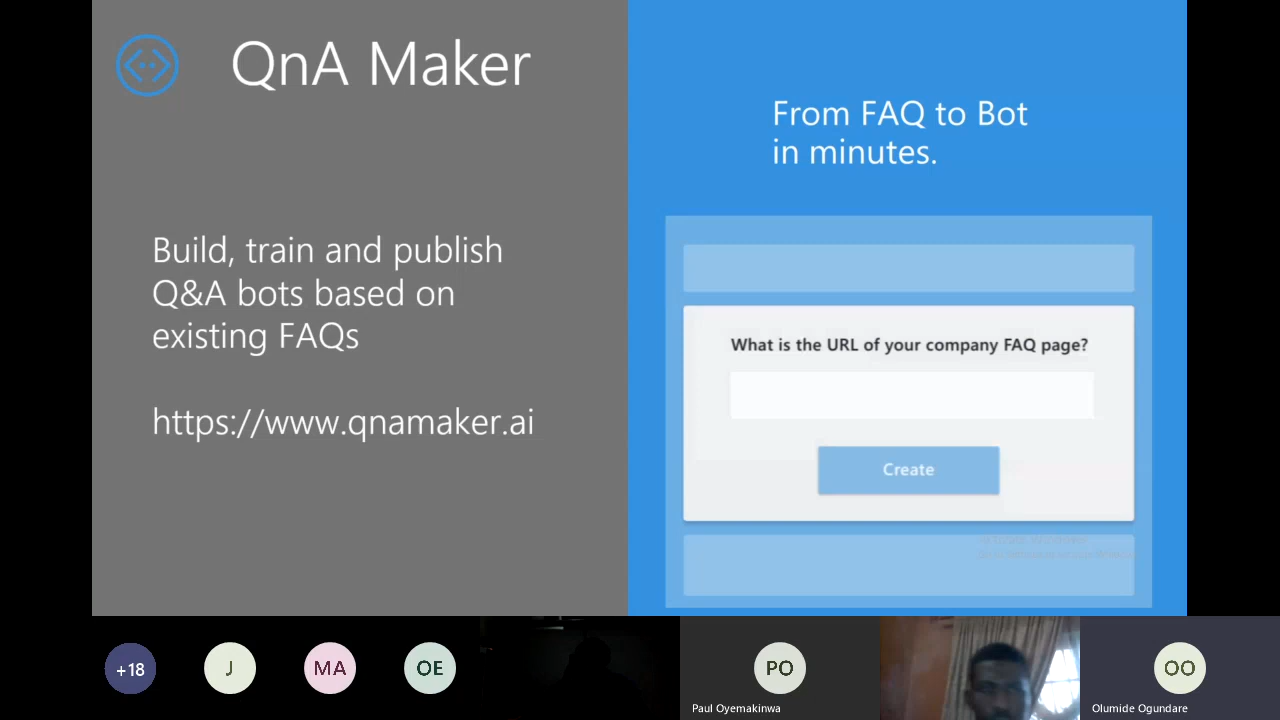 QnA Maker
Build, train and publish
Q&A bots based on
existing FAQs
https://www.qnamaker.ai
From FAQ to Bot
in minutes.
What is the URL of your company FAQ page?
Create
+18
J
MA
OE
PO
Paul Oyemakinwa
OO
Olumide Ogundare